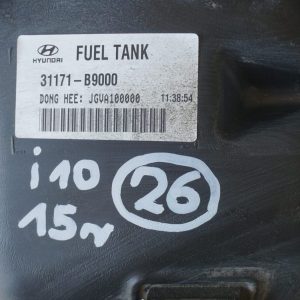 HYUNDAI FUEL TANK
31171-B9000
DONG HEE: JGVA100000 11:38:54
i10 26
15r